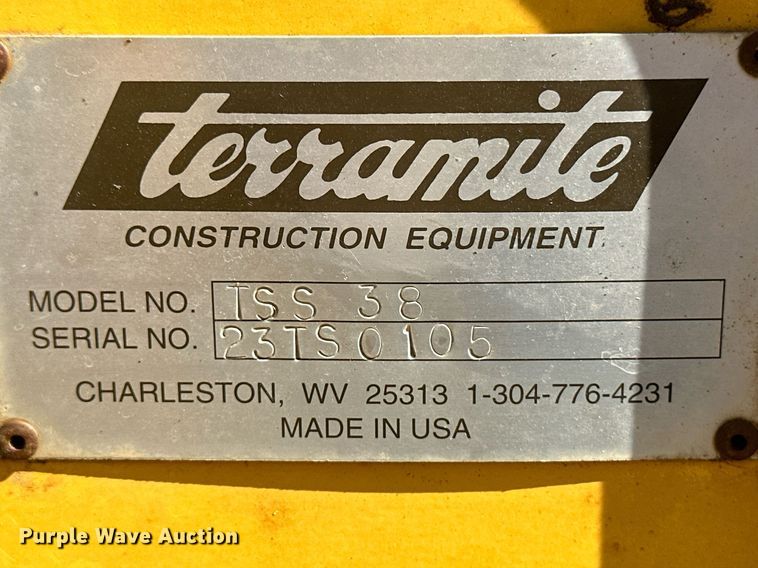 terramite
CONSTRUCTION EQUIPMENT
MODEL NO. TSS 38
SERIAL NO. 23TS0105
CHARLESTON, WV 25313 1-304-776-4231
MADE IN USA
Purple Wave Auction